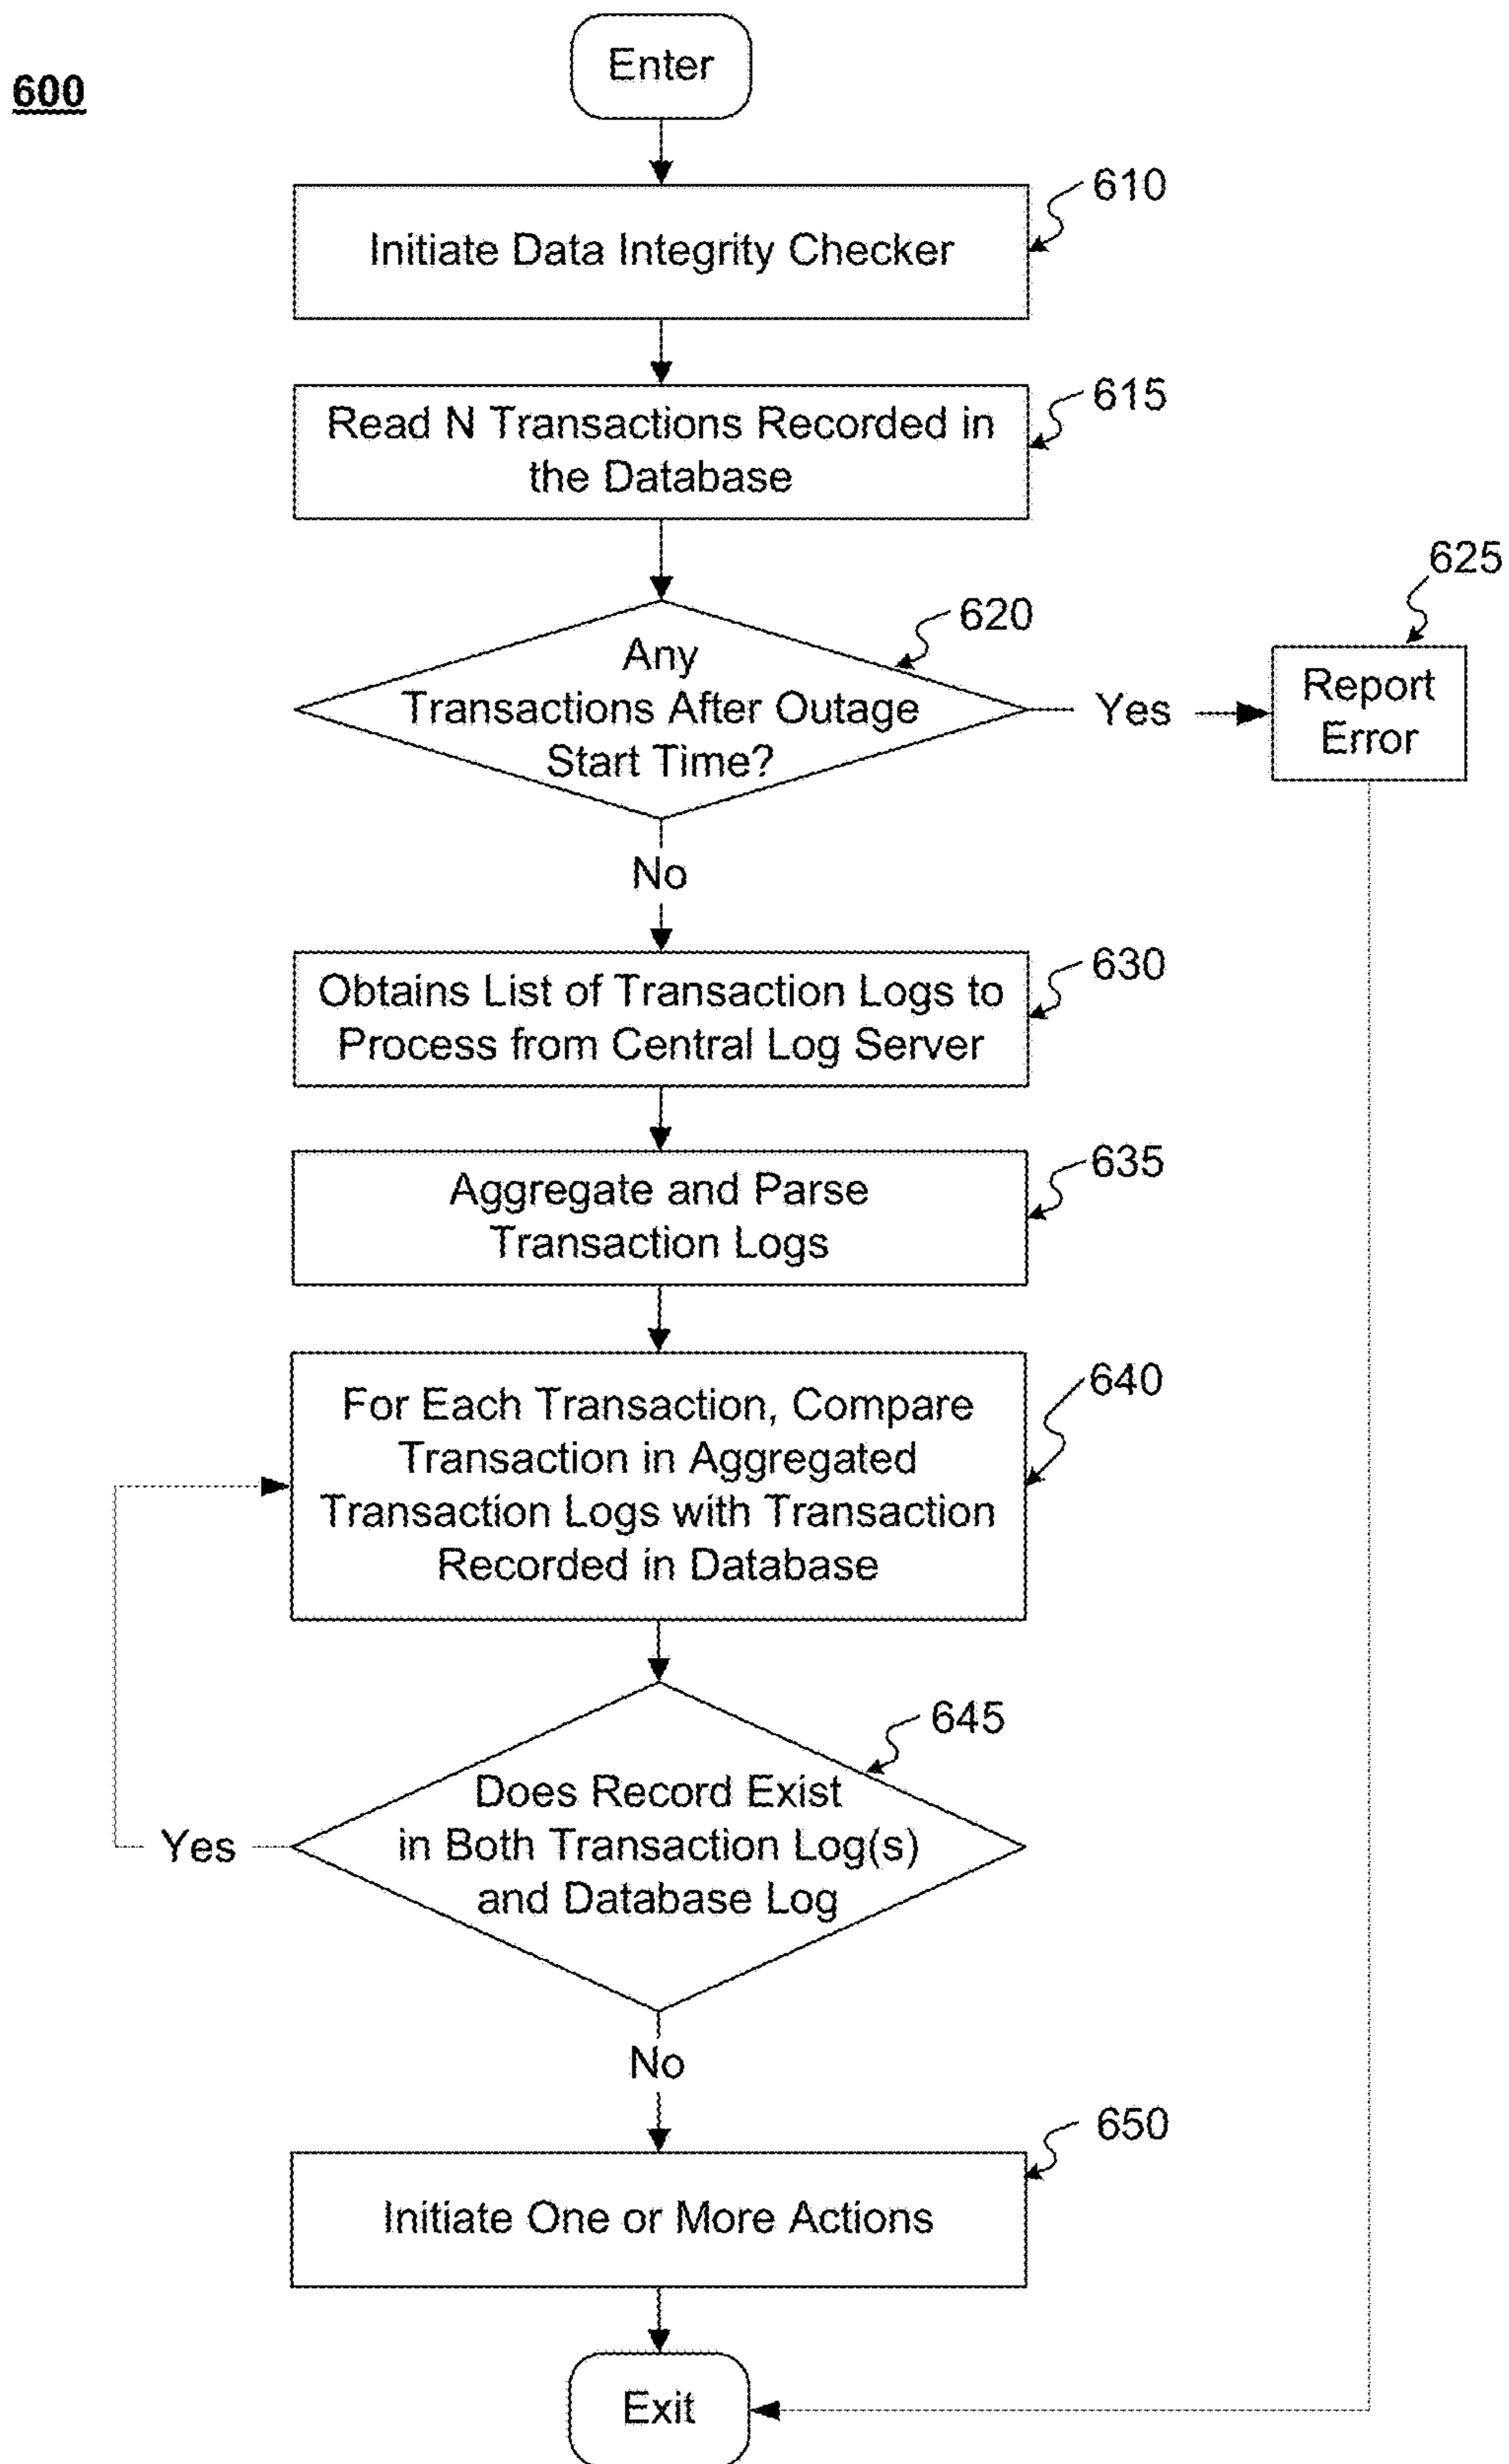 600
Enter
610
Initiate Data Integrity Checker
615
Read N Transactions Recorded in
the Database
620
Any
Transactions After Outage
Start Time?
Yes
625
Report
Error
No
630
Obtains List of Transaction Logs to
Process from Central Log Server
635
Aggregate and Parse
Transaction Logs
640
For Each Transaction, Compare
Transaction in Aggregated
Transaction Logs with Transaction
Recorded in Database
645
Does Record Exist
in Both Transaction Log(s)
and Database Log
Yes
No
650
Initiate One or More Actions
Exit